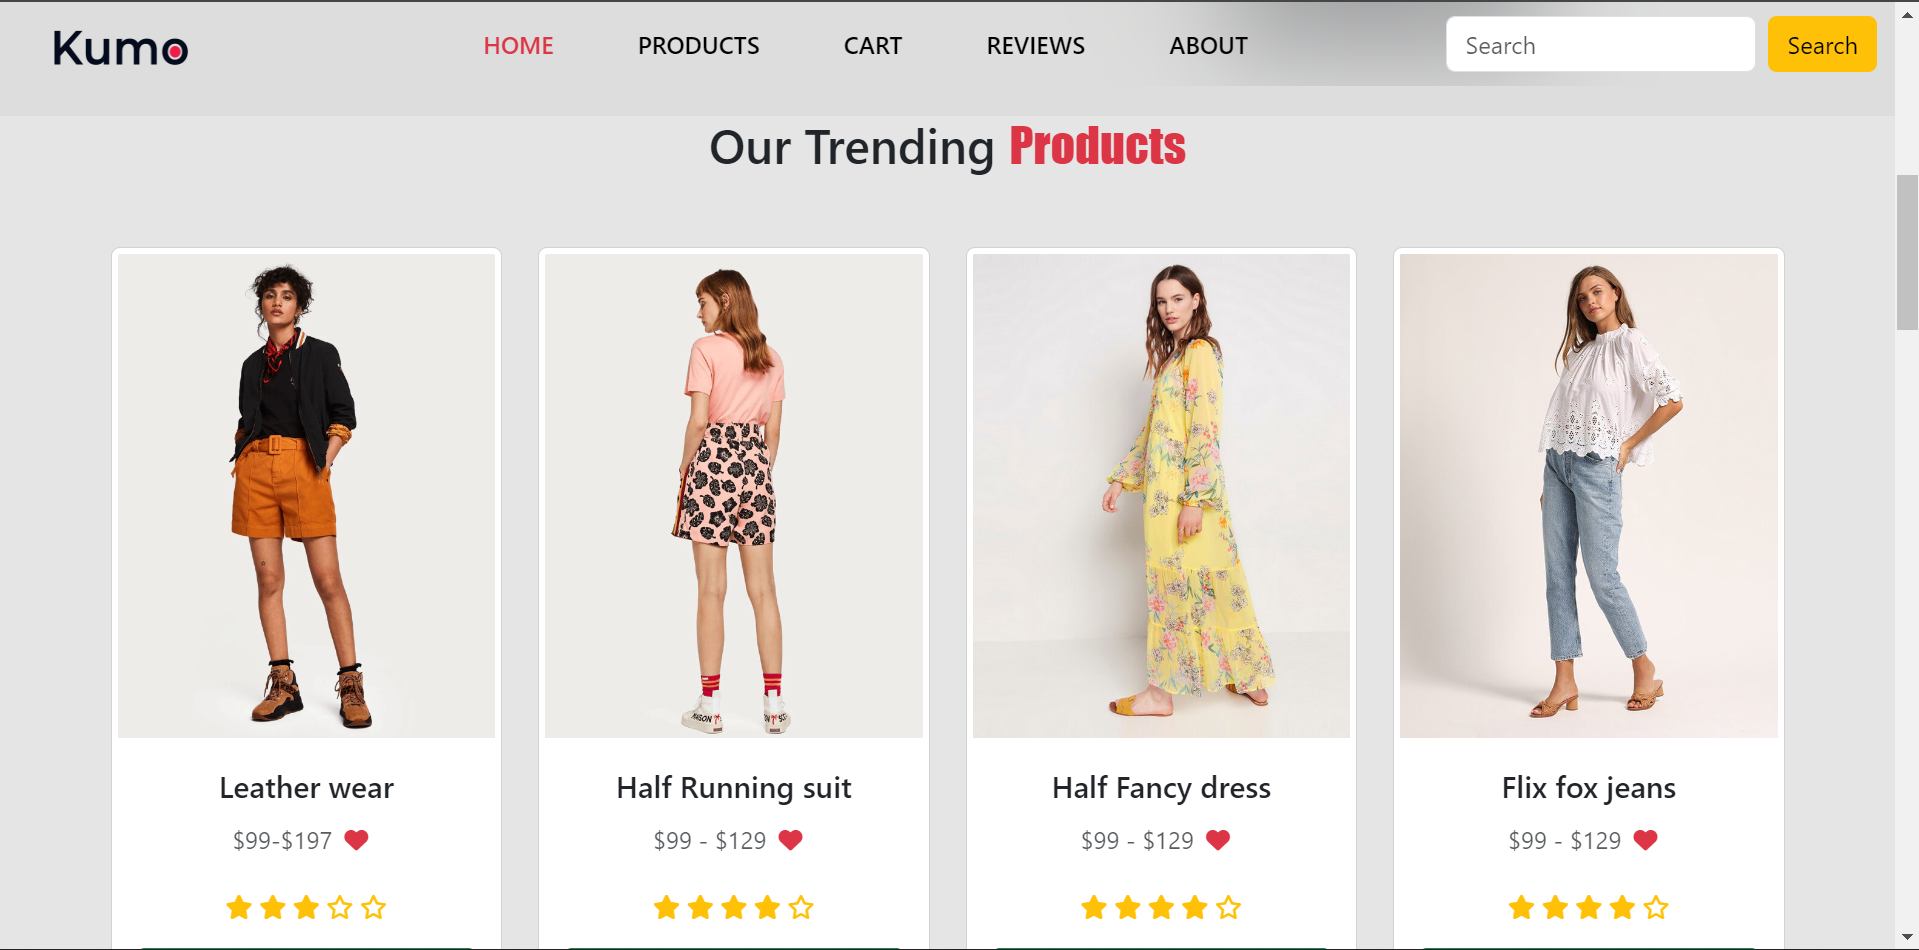 Kumo HOME PRODUCTS CART REVIEWS ABOUT Search Search
Our Trending Products
Leather wear
$99-$197
Half Running suit
$99 - $129
Half Fancy dress
$99 - $129
Flix fox jeans
$99 - $129